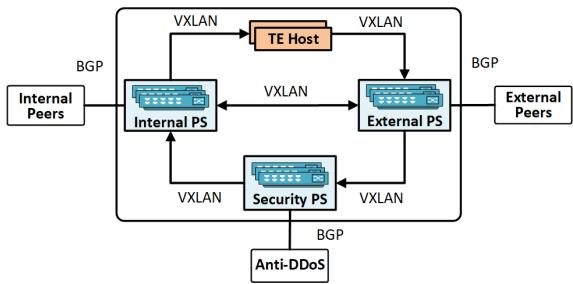 VXLAN
VXLAN
TE Host
BGP
BGP
Internal
Peers
VXLAN
External
Peers
Internal PS
External PS
VXLAN
VXLAN
Security PS
BGP
Anti-DDoS